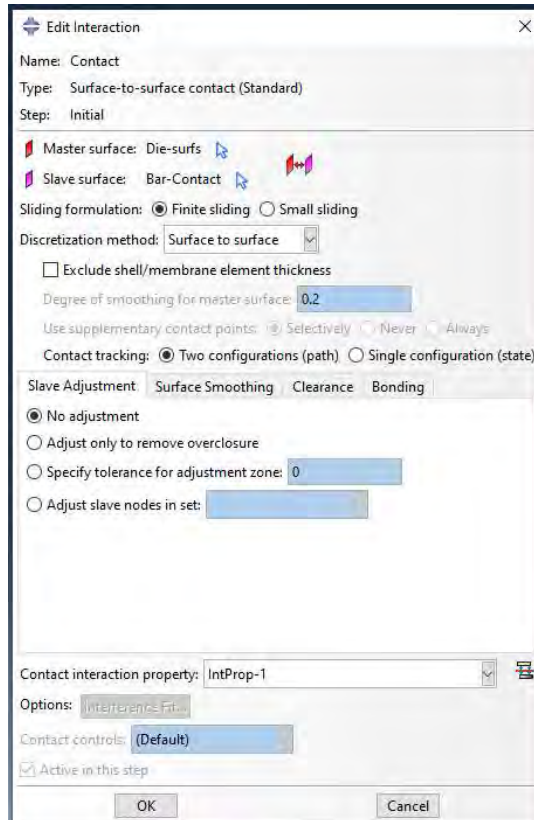 Edit Interaction
Name: Contact
Type: Surface-to-surface contact (Standard)
Step: Initial
Master surface: Die-surfs
Slave surface: Bar-Contact
Sliding formulation: Finite sliding Small sliding
Discretization method: Surface to surface
Exclude shell/membrane element thickness
Degree of smoothing for master surface: 0.2
Use supplementary contact points: Selectively Never Always
Contact tracking: Two configurations (path) Single configuration (state)
Slave Adjustment Surface Smoothing Clearance Bonding
No adjustment
Adjust only to remove overclosure
Specify tolerance for adjustment zone: 0
Adjust slave nodes in set:
Contact interaction property: IntProp-1
Options: Interference Fit...
Contact controls: (Default)
Active in this step
OK Cancel